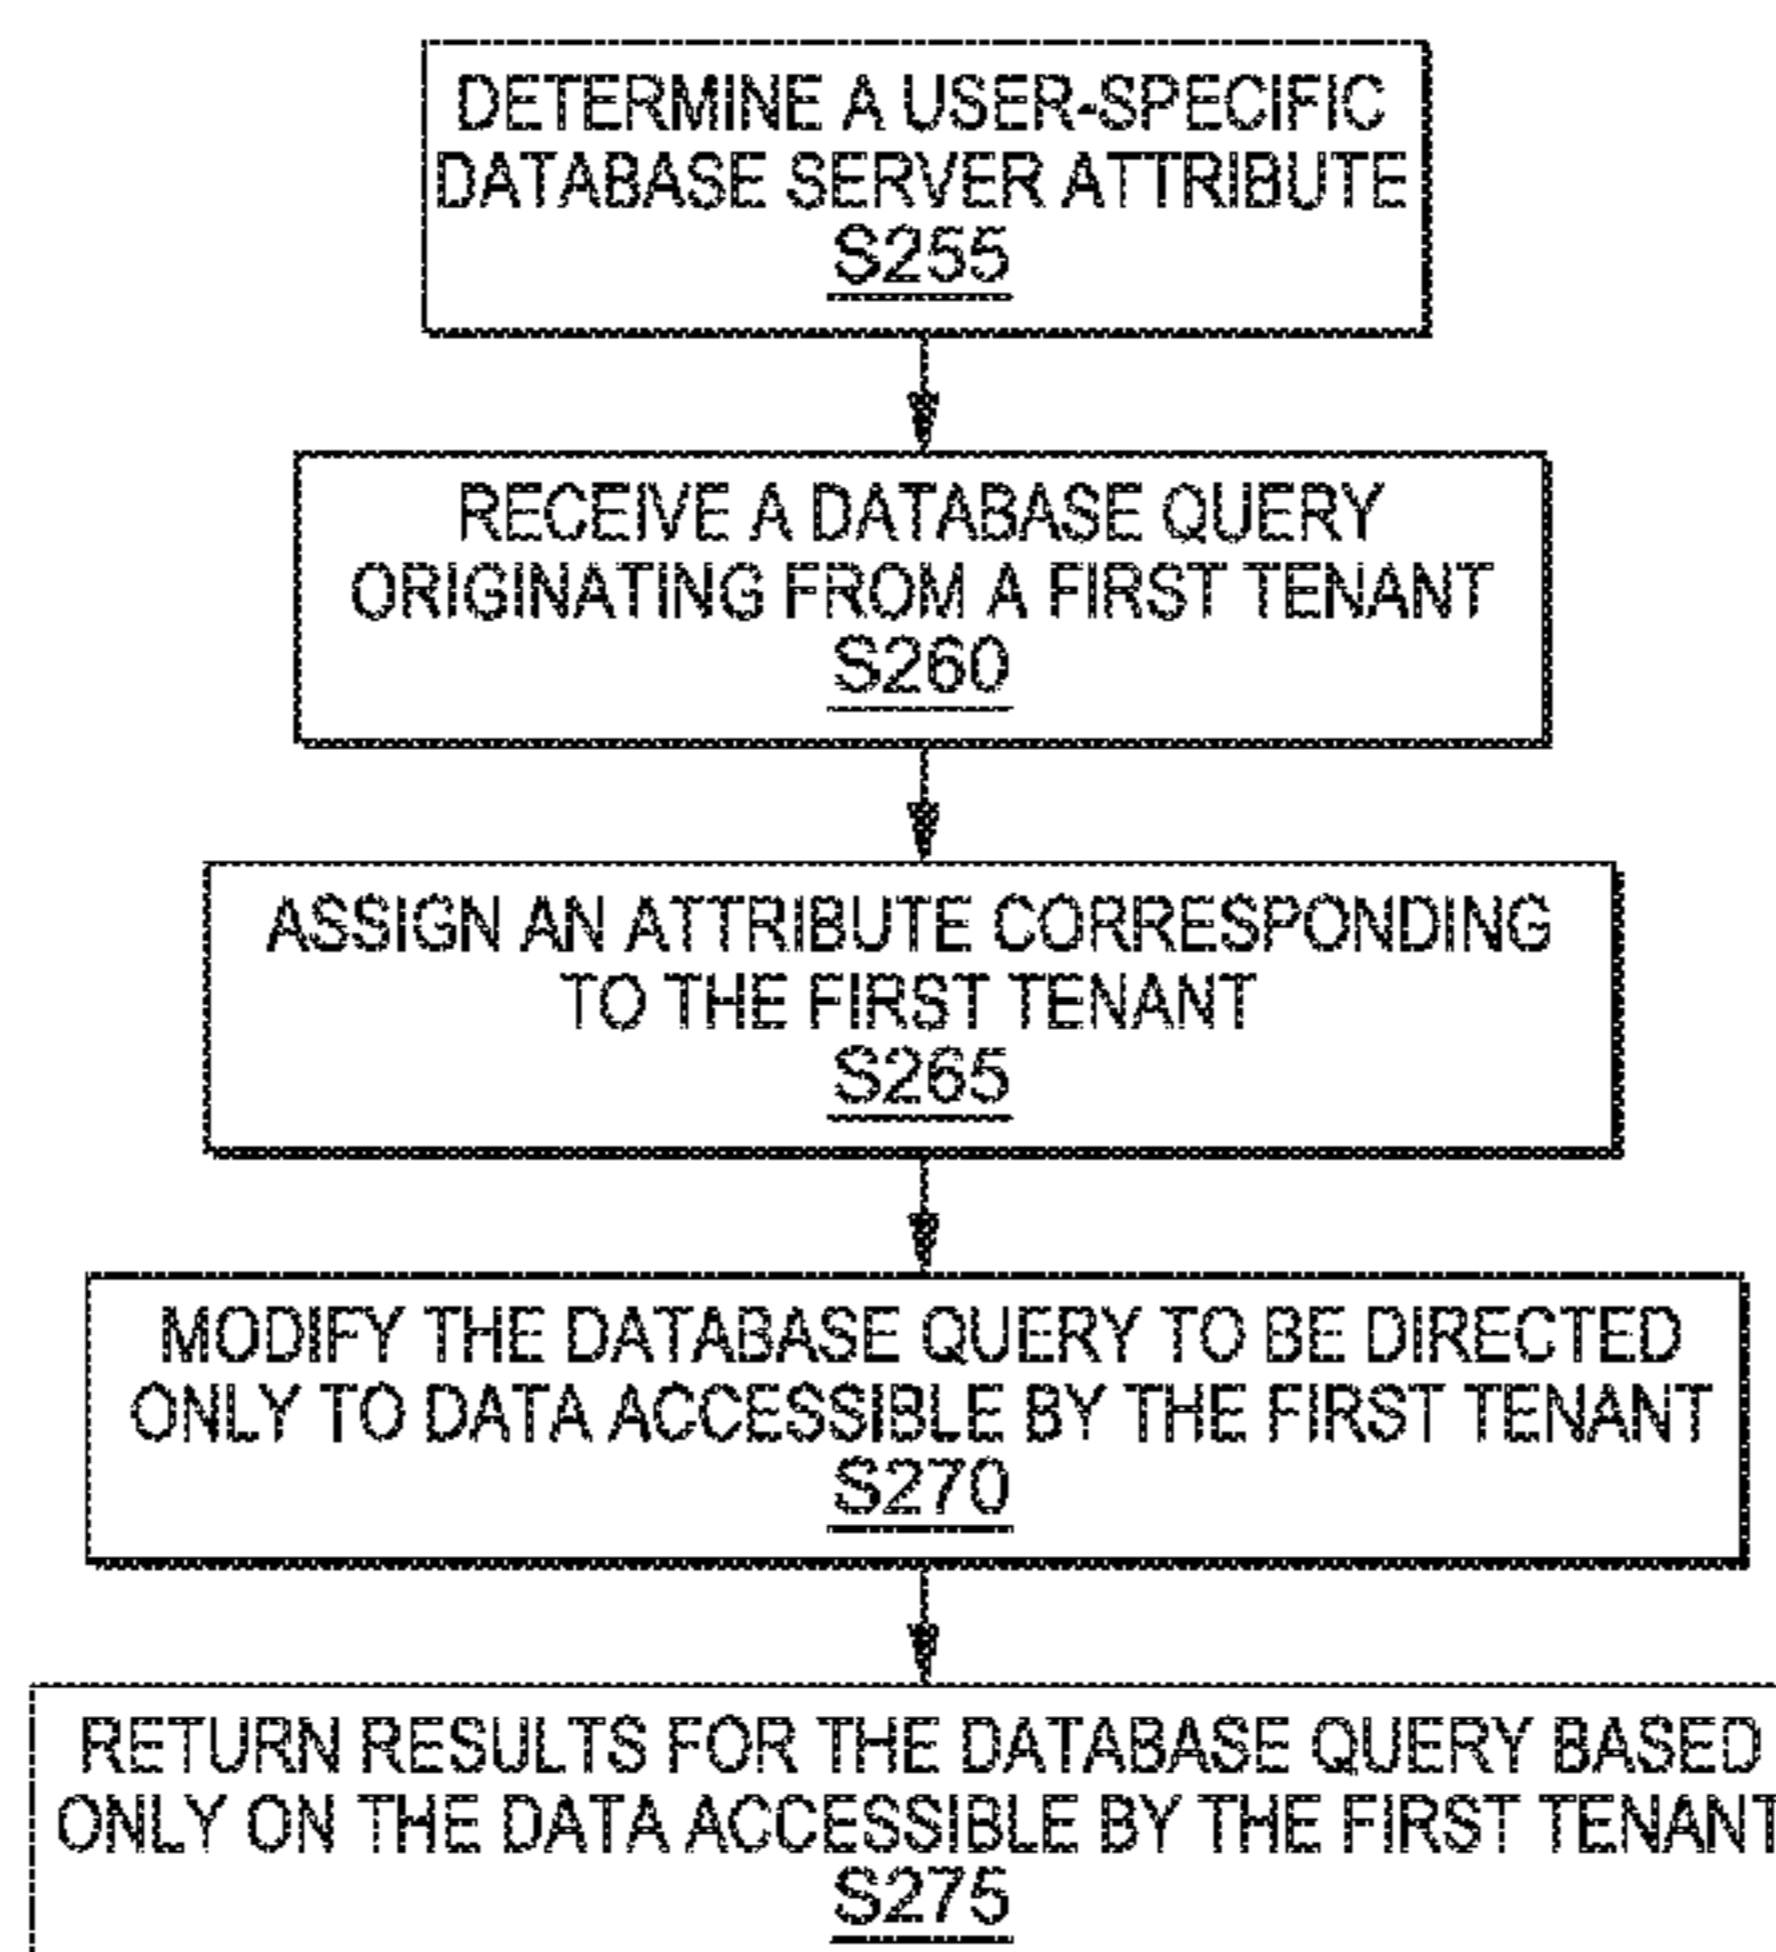 DETERMINE A USER-SPECIFIC
DATABASE SERVER ATTRIBUTE
S255
RECEIVE A DATABASE QUERY
ORIGINATING FROM A FIRST TENANT
S260
ASSIGN AN ATTRIBUTE CORRESPONDING
TO THE FIRST TENANT
S265
MODIFY THE DATABASE QUERY TO BE DIRECTED
ONLY TO DATA ACCESSIBLE BY THE FIRST TENANT
S270
RETURN RESULTS FOR THE DATABASE QUERY BASED
ONLY ON THE DATA ACCESSIBLE BY THE FIRST TENANT
S275